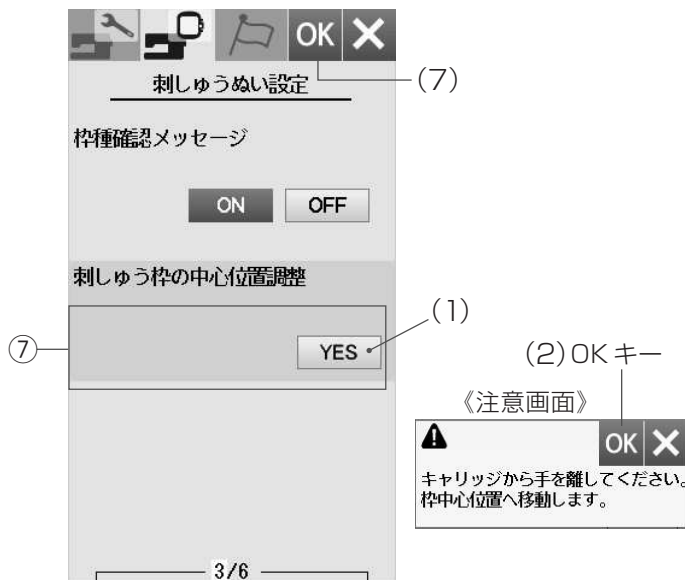 OK
(7)
刺しゅうぬい設定
枠種確認メッセージ
ON OFF
刺しゅう枠の中心位置調整
(1)
⑦
YES
(2)OKキー
《注意画面》
OK
キャリッジから手を離してください。
枠中心位置へ移動します。
3/6